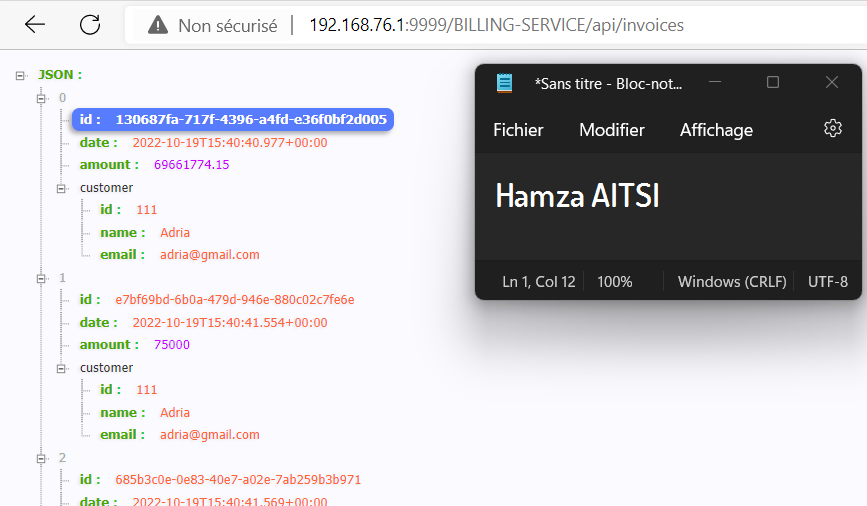 Non sécurisé | 192.168.76.1:9999/BILLING-SERVICE/api/invoices
JSON :
0
id : 130687fa-717f-4396-a4fd-e36f0bf2d005
date : 2022-10-19T15:40:40.977+00:00
amount : 69661774.15
customer
id : 111
name : Adria
email : adria@gmail.com
1
id : e7bf69bd-6b0a-479d-946e-880c02c7fe6e
date : 2022-10-19T15:40:41.554+00:00
amount : 75000
customer
id : 111
name : Adria
email : adria@gmail.com
2
id : 685b3c0e-0e83-40e7-a02e-7ab259b3b971
date : 2022-10-19T15:40:41.569+00:00
*Sans titre - Bloc-not...
Fichier Modifier Affichage
Hamza AITSI
Ln 1, Col 12 100% Windows (CRLF) UTF-8